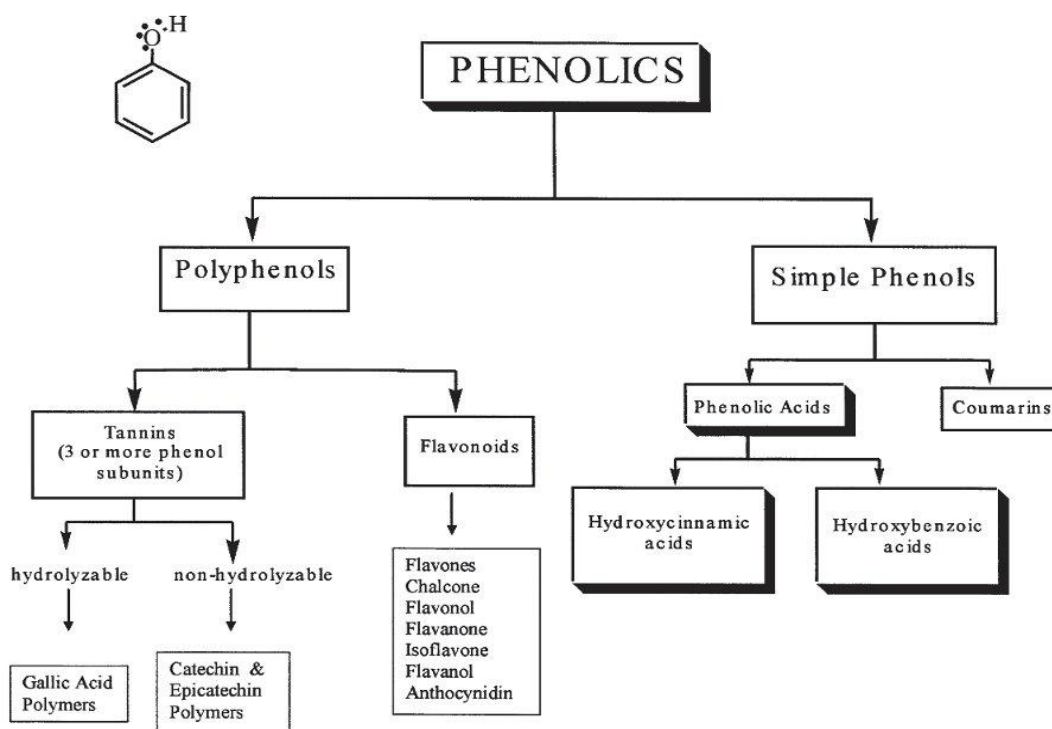 O H
PHENOLICS
Polyphenols
Simple Phenols
Tannins
(3 or more phenol
subunits)
Flavonoids
Phenolic Acids
Coumarins
hydrolyzable
non-hydrolyzable
Hydroxycinnamic
acids
Hydroxybenzoic
acids
Gallic Acid
Polymers
Catechin &
Epicatechin
Polymers
Flavones
Chalcone
Flavonol
Flavanone
Isoflavone
Flavanol
Anthocynidin